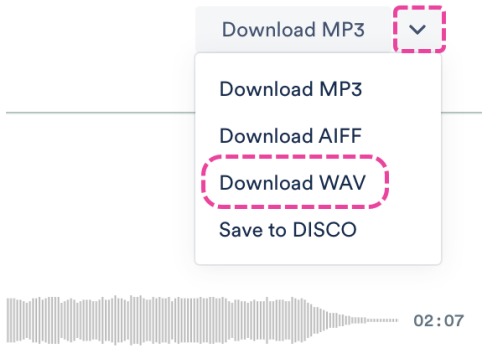 Download MP3
Download MP3
Download AIFF
Download WAV
Save to DISCO
02:07